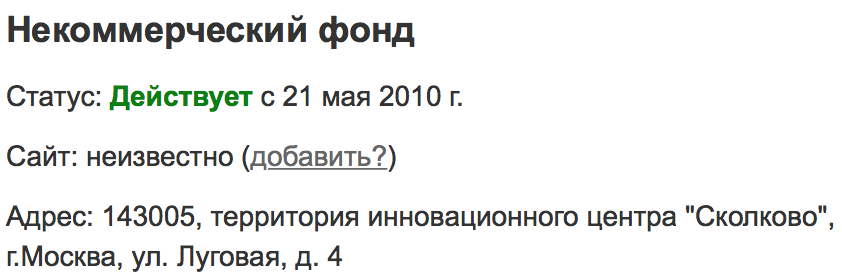 Некоммерческий фонд
Статус: Действует с 21 мая 2010 г.
Сайт: неизвестно (добавить?)
Адрес: 143005, территория инновационного центра "Сколково",
г.Москва, ул. Луговая, д. 4